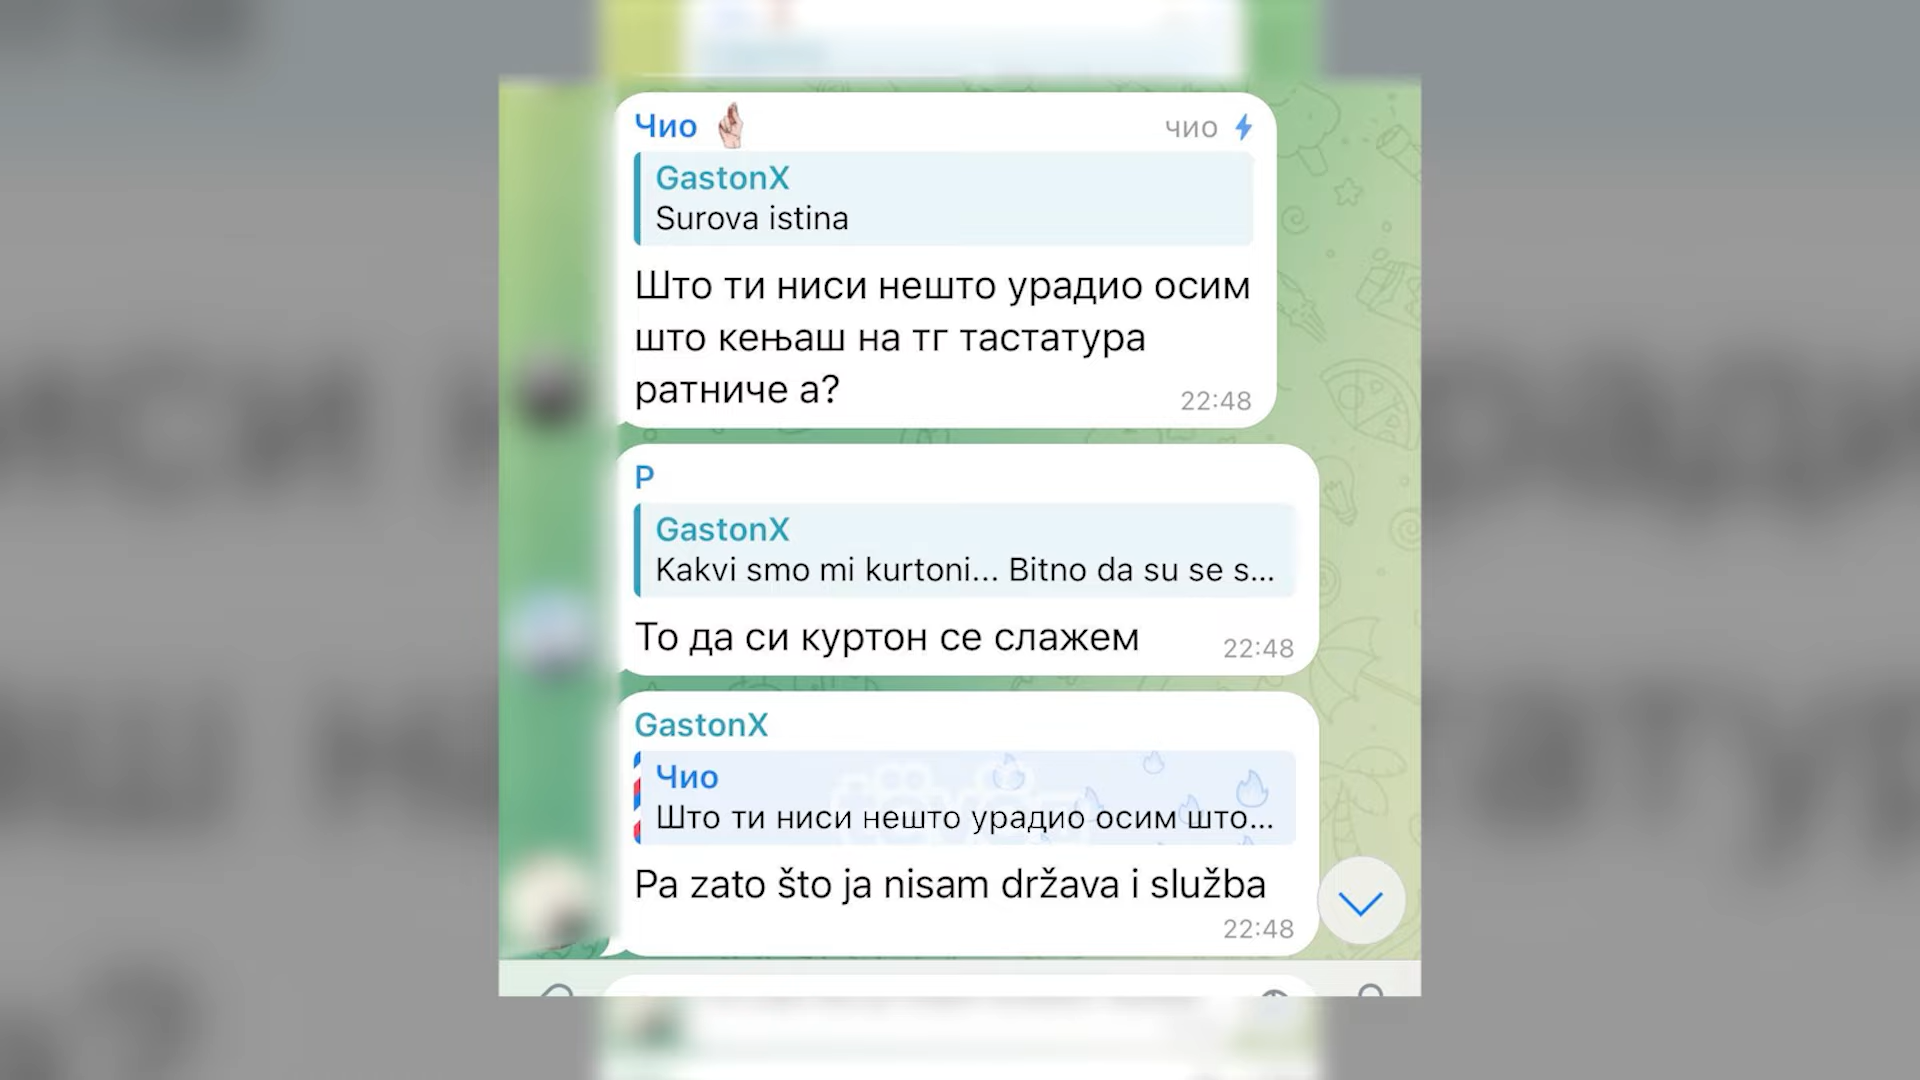 Чио чио
GastonX
Surova istina
Што ти ниси нешто урадио осим
што кењаш на тг тастатура
ратниче а?
22:48
P
GastonX
Kakvi smo mi kurtoni... Bitno da su se s...
То да си куртон се слажем
22:48
GastonX
Чио
Што ти ниси нешто урадио осим што...
Pa zato što ja nisam država i služba
22:48